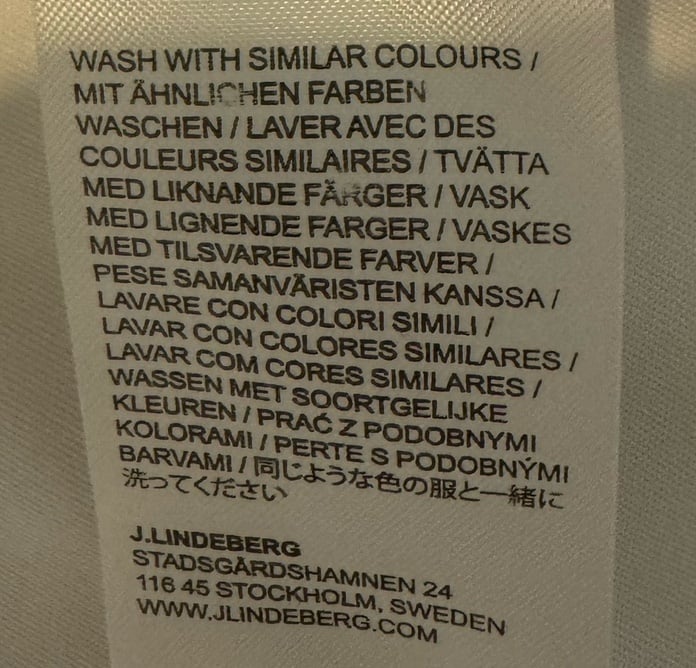 WASH WITH SIMILAR COLOURS /
MIT ÄHNLICHEN FARBEN
WASCHEN / LAVER AVEC DES
COULEURS SIMILAIRES / TVÄTTA
MED LIKNANDE FÄRGER / VASK
MED LIGNENDE FARGER / VASKES
MED TILSVARENDE FARVER /
PESE SAMANVÄRISTEN KANSSA /
LAVARE CON COLORI SIMILI /
LAVAR CON COLORES SIMILARES /
LAVAR COM CORES SIMILARES /
WASSEN MET SOORTGELIJKE
KLEUREN / PRAĆ Z PODOBNYMI
KOLORAMI / PERTE S PODOBNÝMI
BARVAMI / 同じような色の服と一緒に
洗ってください
J.LINDEBERG
STADSGÅRDSHAMNEN 24
116 45 STOCKHOLM, SWEDEN
WWW.JLINDEBERG.COM